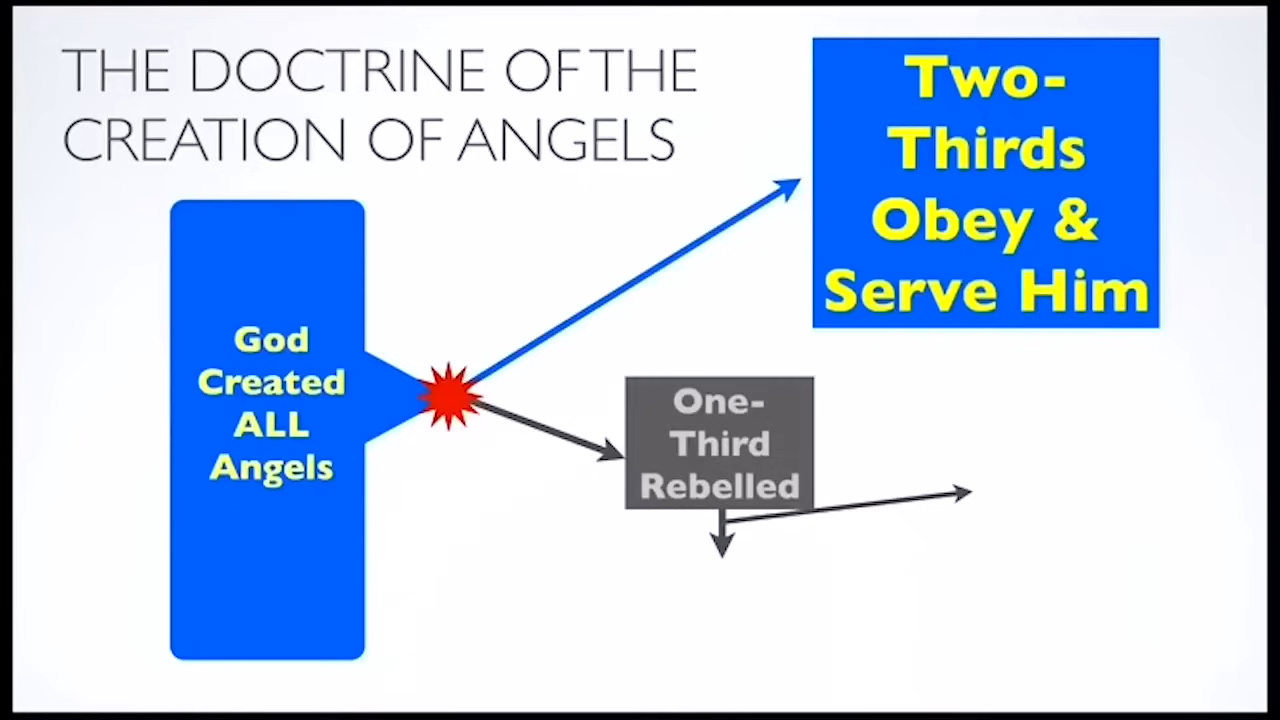 THE DOCTRINE OF THE
CREATION OF ANGELS
God
Created
ALL
Angels
Two-
Thirds
Obey &
Serve Him
One-
Third
Rebelled